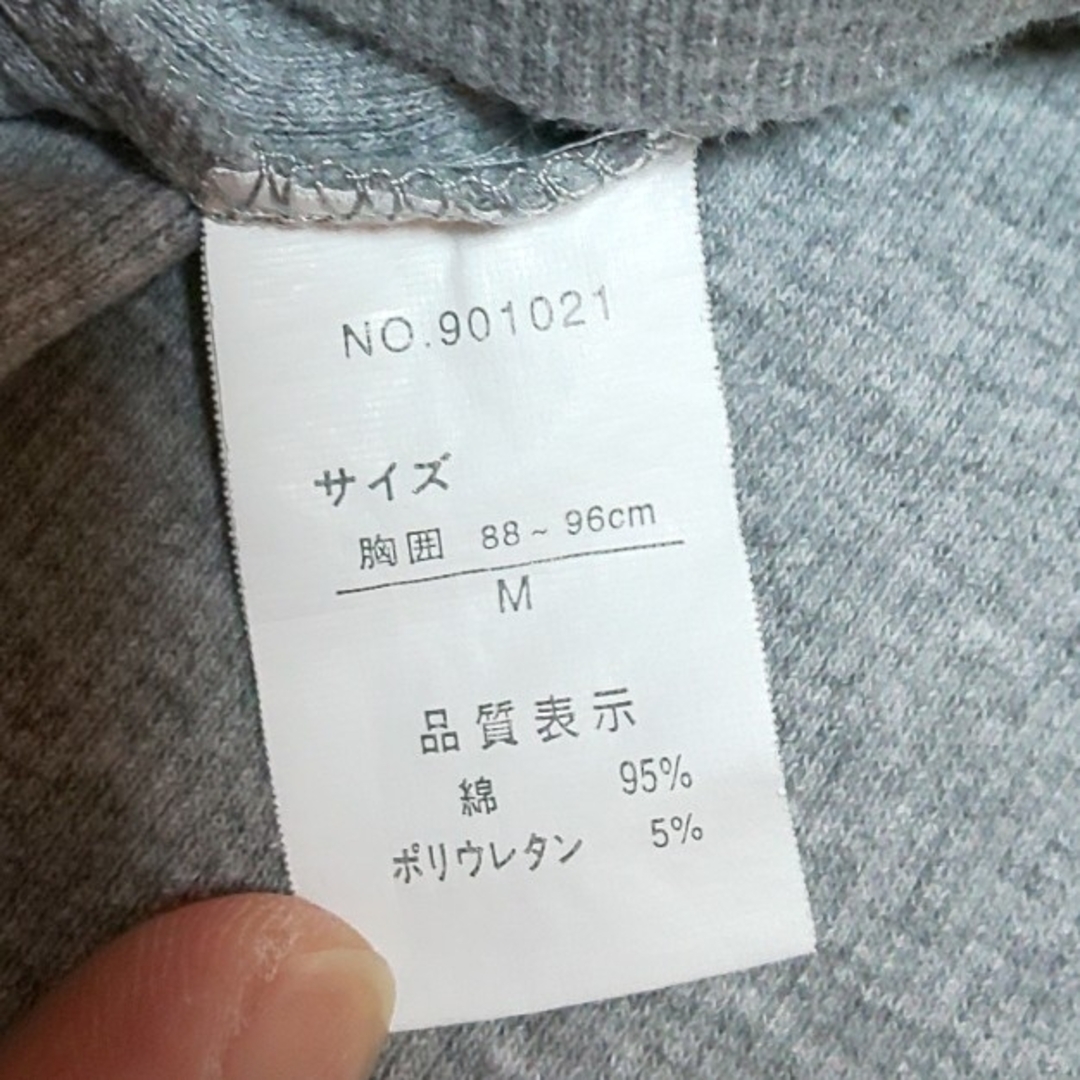 NO.901021
サイズ
胸囲 88~96cm
M
品質表示
綿 95%
ポリウレタン 5%